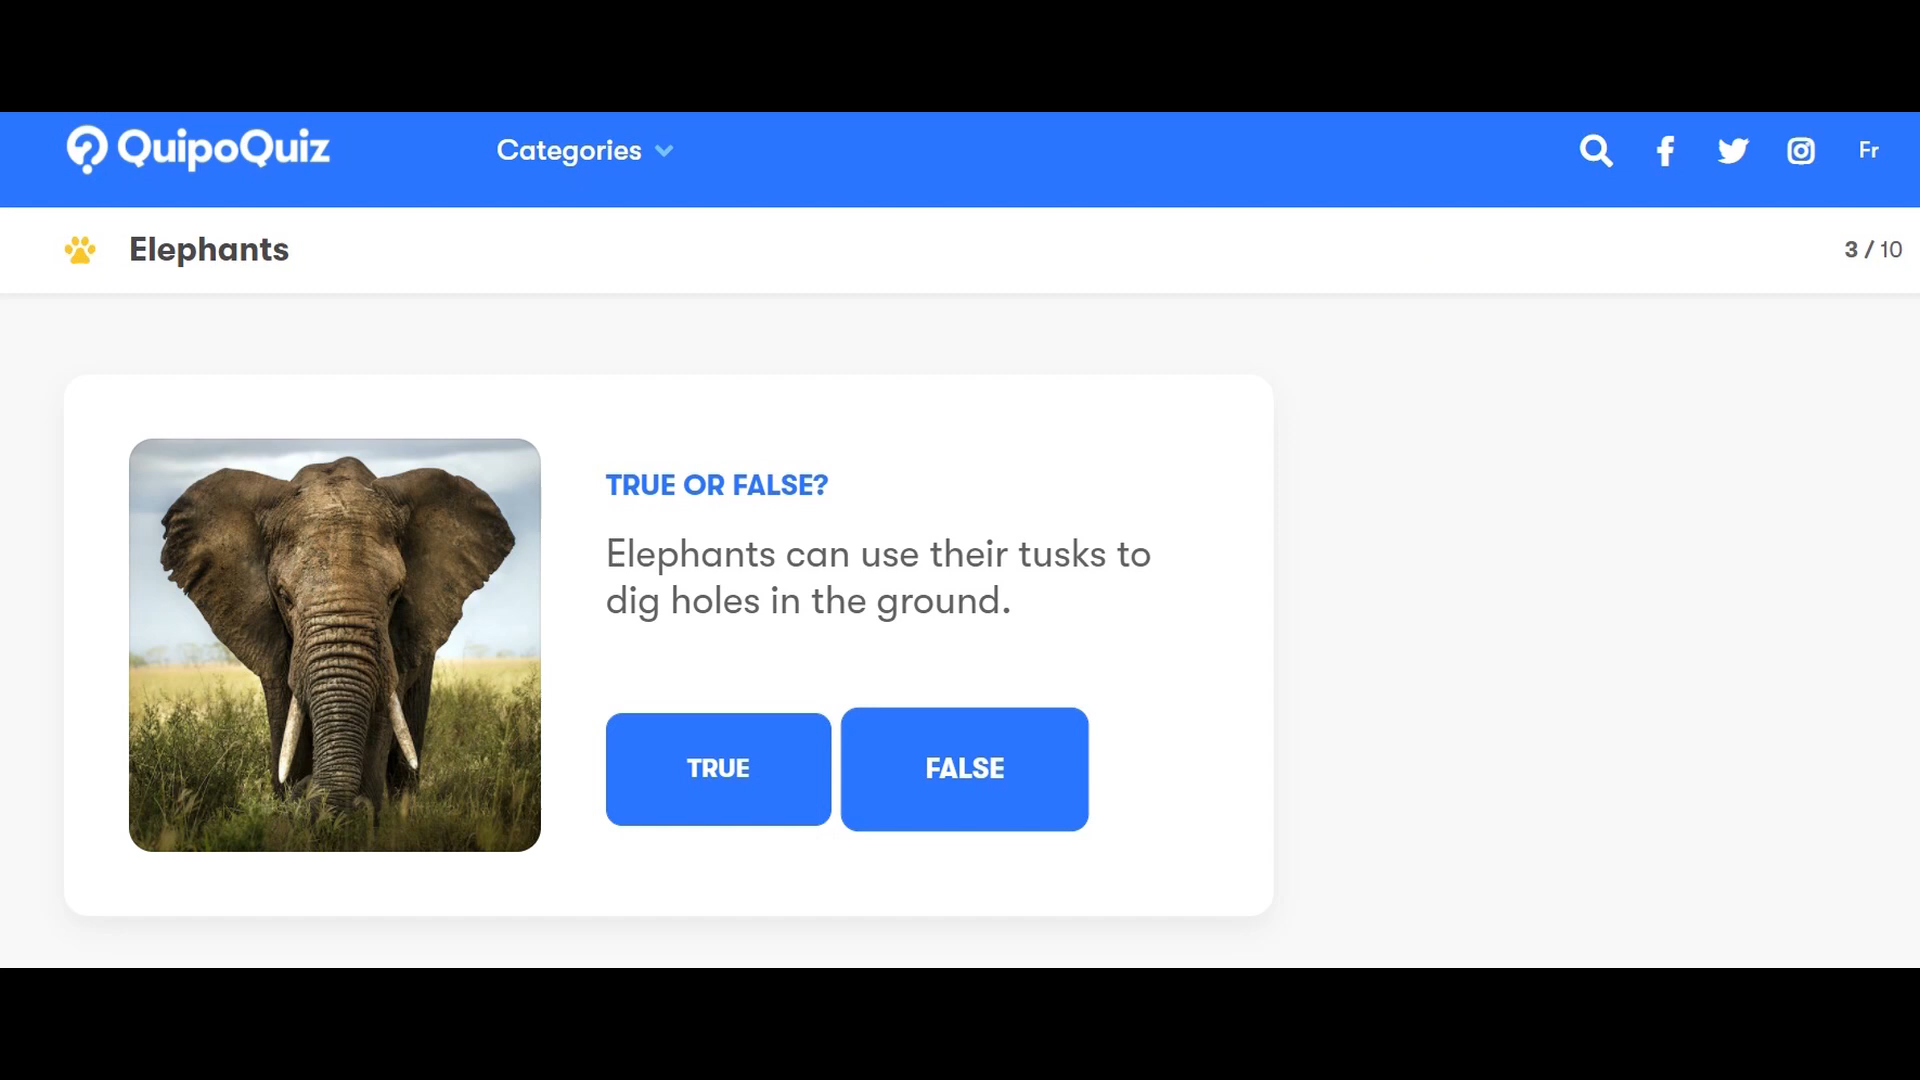 QuipoQuiz
Categories
Fr
Elephants
3 / 10
TRUE OR FALSE?
Elephants can use their tusks to
dig holes in the ground.
TRUE
FALSE